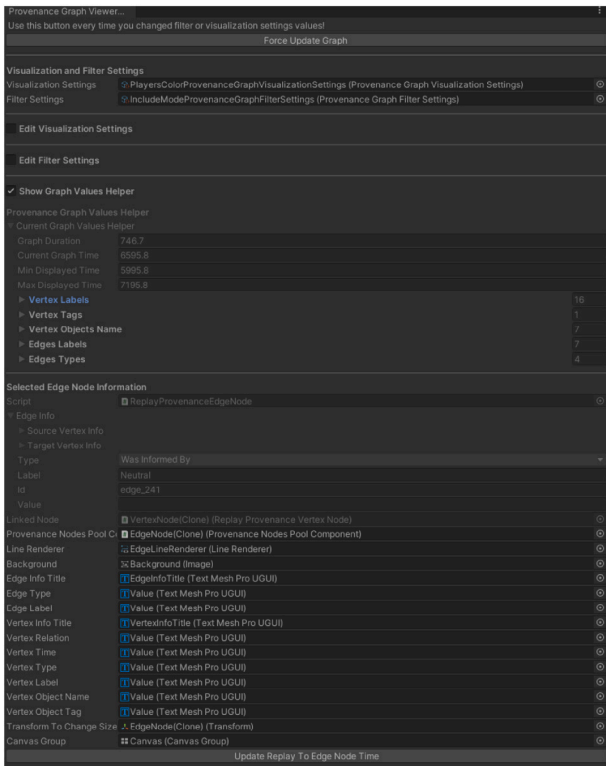 Provenance Graph Viewer...
Use this button every time you changed filter or visualization settings values!
Force Update Graph
Visualization and Filter Settings
Visualization Settings PlayersColorProvenanceGraphVisualizationSettings (Provenance Graph Visualization Settings)
Filter Settings IncludeModeProvenanceGraphFilterSettings (Provenance Graph Filter Settings)
Edit Visualization Settings
Edit Filter Settings
Show Graph Values Helper
Provenance Graph Values Helper
Current Graph Values Helper
Graph Duration 746.7
Current Graph Time 6595.8
Min Displayed Time 5995.8
Max Displayed Time 7195.8
Vertex Labels 16
Vertex Tags 1
Vertex Objects Name 7
Edges Labels 7
Edges Types 4
Selected Edge Node Information
Script ReplayProvenanceEdgeNode
Edge Info
Source Vertex Info
Target Vertex Info
Type Was Informed By
Label Neutral
Id edge_241
Value
Linked Node VertexNode(Clone) (Replay Provenance Vertex Node)
Provenance Nodes Pool Co EdgeNode(Clone) (Provenance Nodes Pool Component)
Line Renderer EdgeLineRenderer (Line Renderer)
Background Background (Image)
Edge Info Title EdgeInfoTitle (Text Mesh Pro UGUI)
Edge Type Value (Text Mesh Pro UGUI)
Edge Label Value (Text Mesh Pro UGUI)
Vertex Info Title VertexInfoTitle (Text Mesh Pro UGUI)
Vertex Relation Value (Text Mesh Pro UGUI)
Vertex Time Value (Text Mesh Pro UGUI)
Vertex Type Value (Text Mesh Pro UGUI)
Vertex Label Value (Text Mesh Pro UGUI)
Vertex Object Name Value (Text Mesh Pro UGUI)
Vertex Object Tag Value (Text Mesh Pro UGUI)
Transform To Change Size EdgeNode(Clone) (Transform)
Canvas Group Canvas (Canvas Group)
Update Replay To Edge Node Time